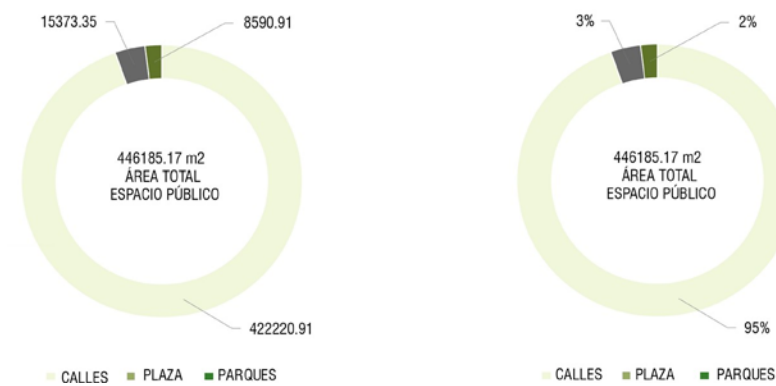 15373.35
8590.91
446185.17 m2
ÁREA TOTAL
ESPACIO PÚBLICO
422220.91
CALLES PLAZA PARQUES
3%
2%
446185.17 m2
ÁREA TOTAL
ESPACIO PÚBLICO
95%
CALLES PLAZA PARQUES